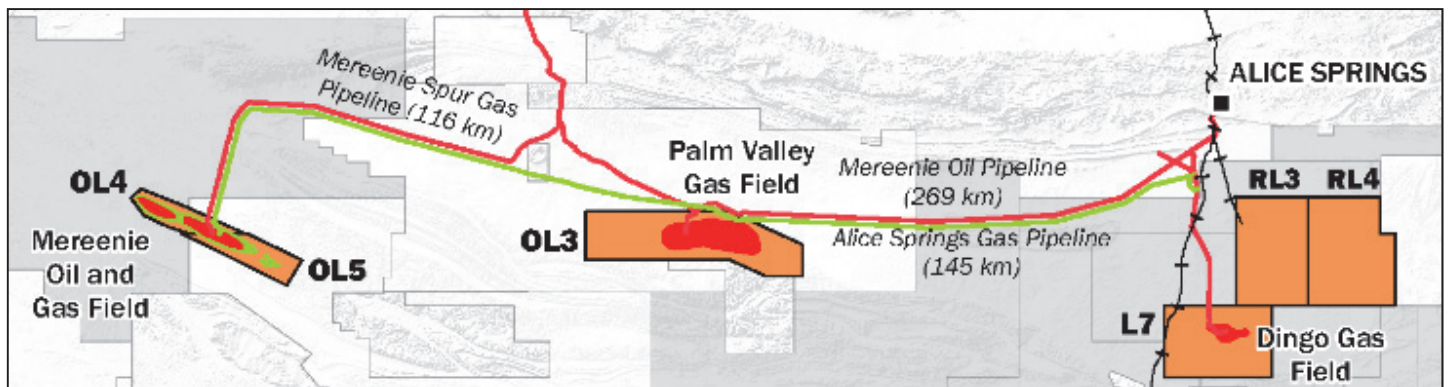 Mereenie Spur Gas
Pipeline (116 km)
ALICE SPRINGS
Palm Valley
Gas Field
Mereenie Oil Pipeline
(269 km)
OL4
RL3
RL4
Mereenie
Oil and
Gas Field
OL5
OL3
Alice Springs Gas Pipeline
(145 km)
L7
Dingo Gas
Field